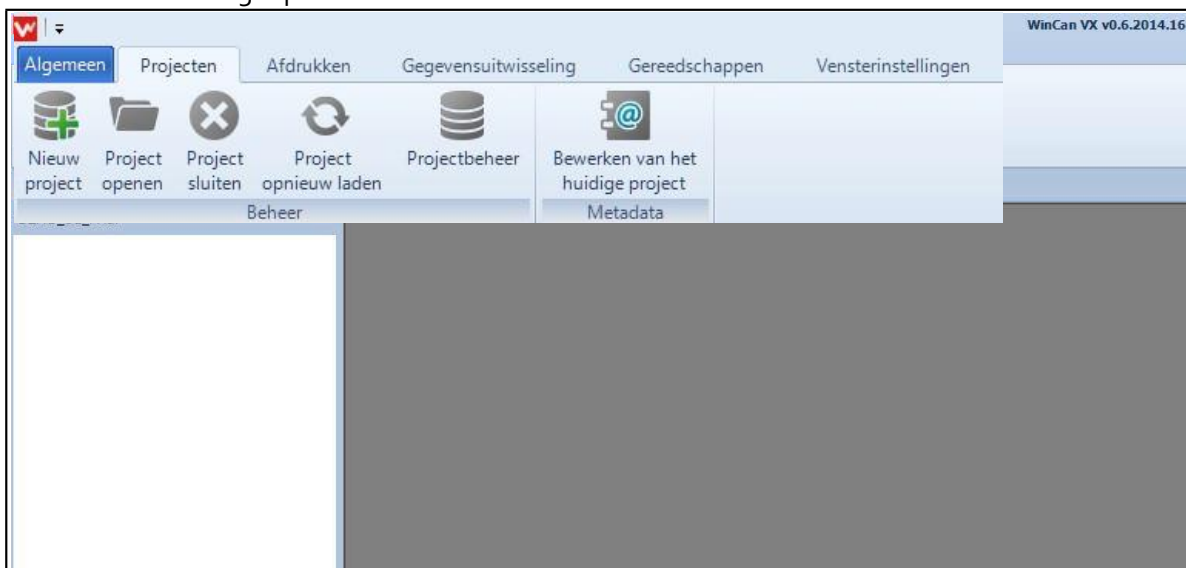 WinCan VX v0.6.2014.16
Algemeen Projecten Afdrukken Gegevensuitwisseling Gereedschappen Vensterinstellingen
Nieuw Project Project Project Projectbeheer Bewerken van het
project openen sluiten opnieuw laden huidige project
Beheer Metadata